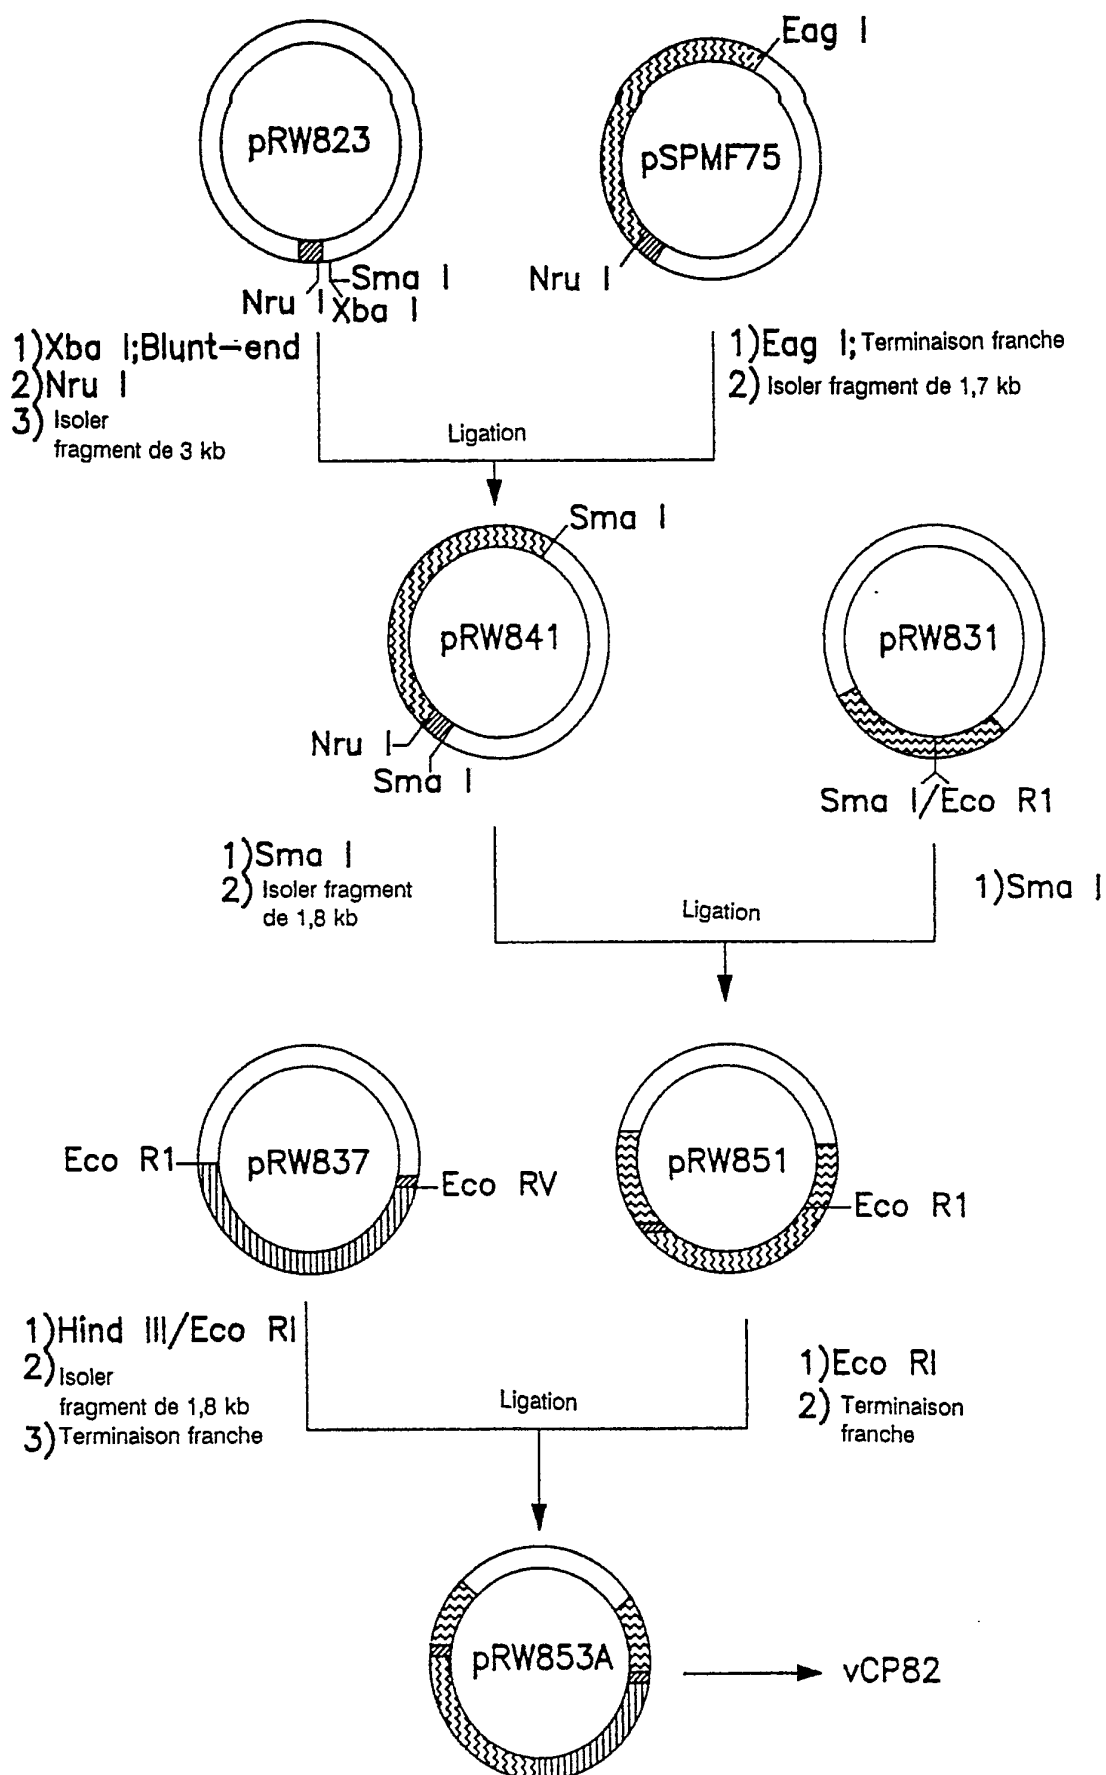 Eag I
pRW823
pSPMF75
Nru I
Sma I
Xba I
Nru I
1)Xba I;Blunt-end
2)Nru I
3) Isoler
fragment de 3 kb
1)Eag I; Terminaison franche
2) Isoler fragment de 1,7 kb
Ligation
Sma I
pRW841
pRW831
Nru I
Sma I
Sma I/Eco R1
1)Sma I
2) Isoler fragment
de 1,8 kb
1)Sma I
Ligation
Eco R1
pRW837
Eco RV
pRW851
Eco R1
1)Hind III/Eco RI
2) Isoler
fragment de 1,8 kb
3) Terminaison franche
1)Eco RI
2) Terminaison
franche
Ligation
pRW853A
vCP82